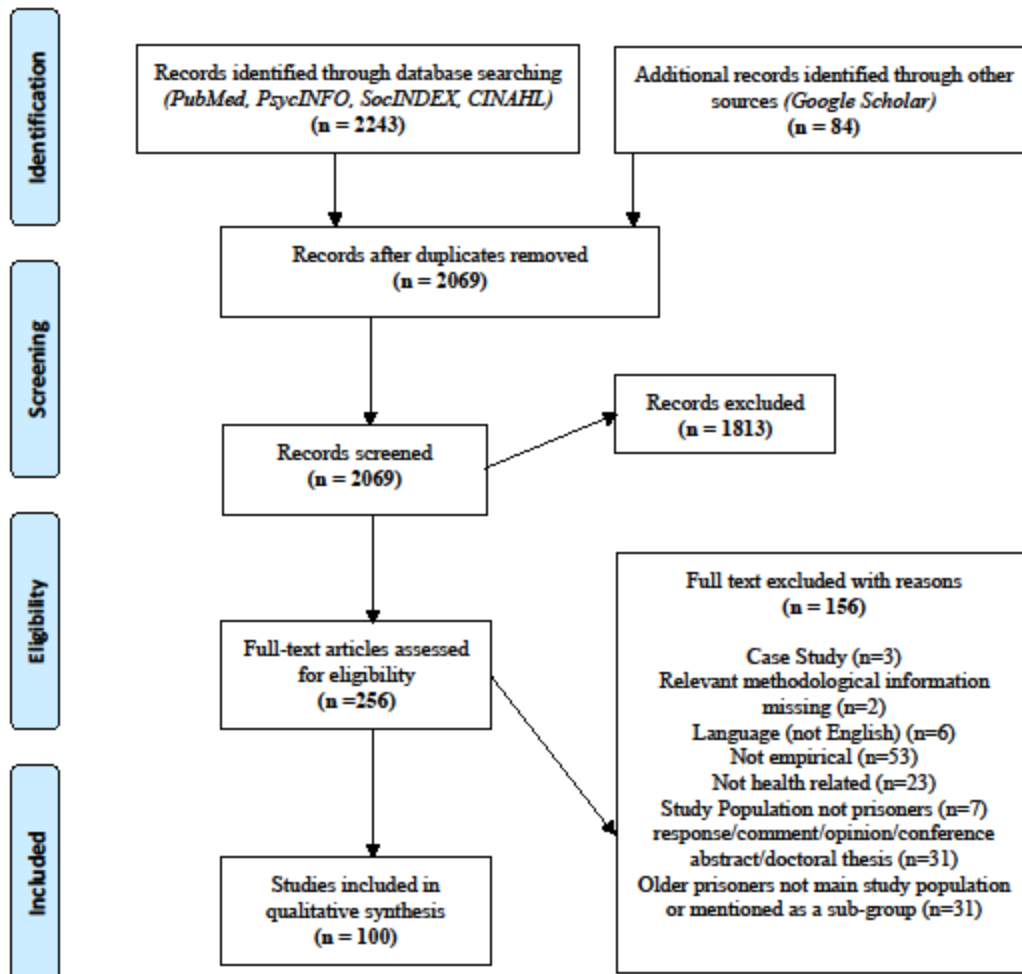 Identification
Records identified through database searching
(PubMed, PsycINFO, SocINDEX, CINAHL)
(n = 2243)
Additional records identified through other
sources (Google Scholar)
(n = 84)
Records after duplicates removed
(n = 2069)
Screening
Records screened
(n = 2069)
Records excluded
(n = 1813)
Eligibility
Full-text articles assessed
for eligibility
(n =256)
Full text excluded with reasons
(n = 156)
Case Study (n=3)
Relevant methodological information
missing (n=2)
Language (not English) (n=6)
Not empirical (n=53)
Not health related (n=23)
Study Population not prisoners (n=7)
response/comment/opinion/conference
abstract/doctoral thesis (n=31)
Older prisoners not main study population
or mentioned as a sub-group (n=31)
Included
Studies included in
qualitative synthesis
(n = 100)